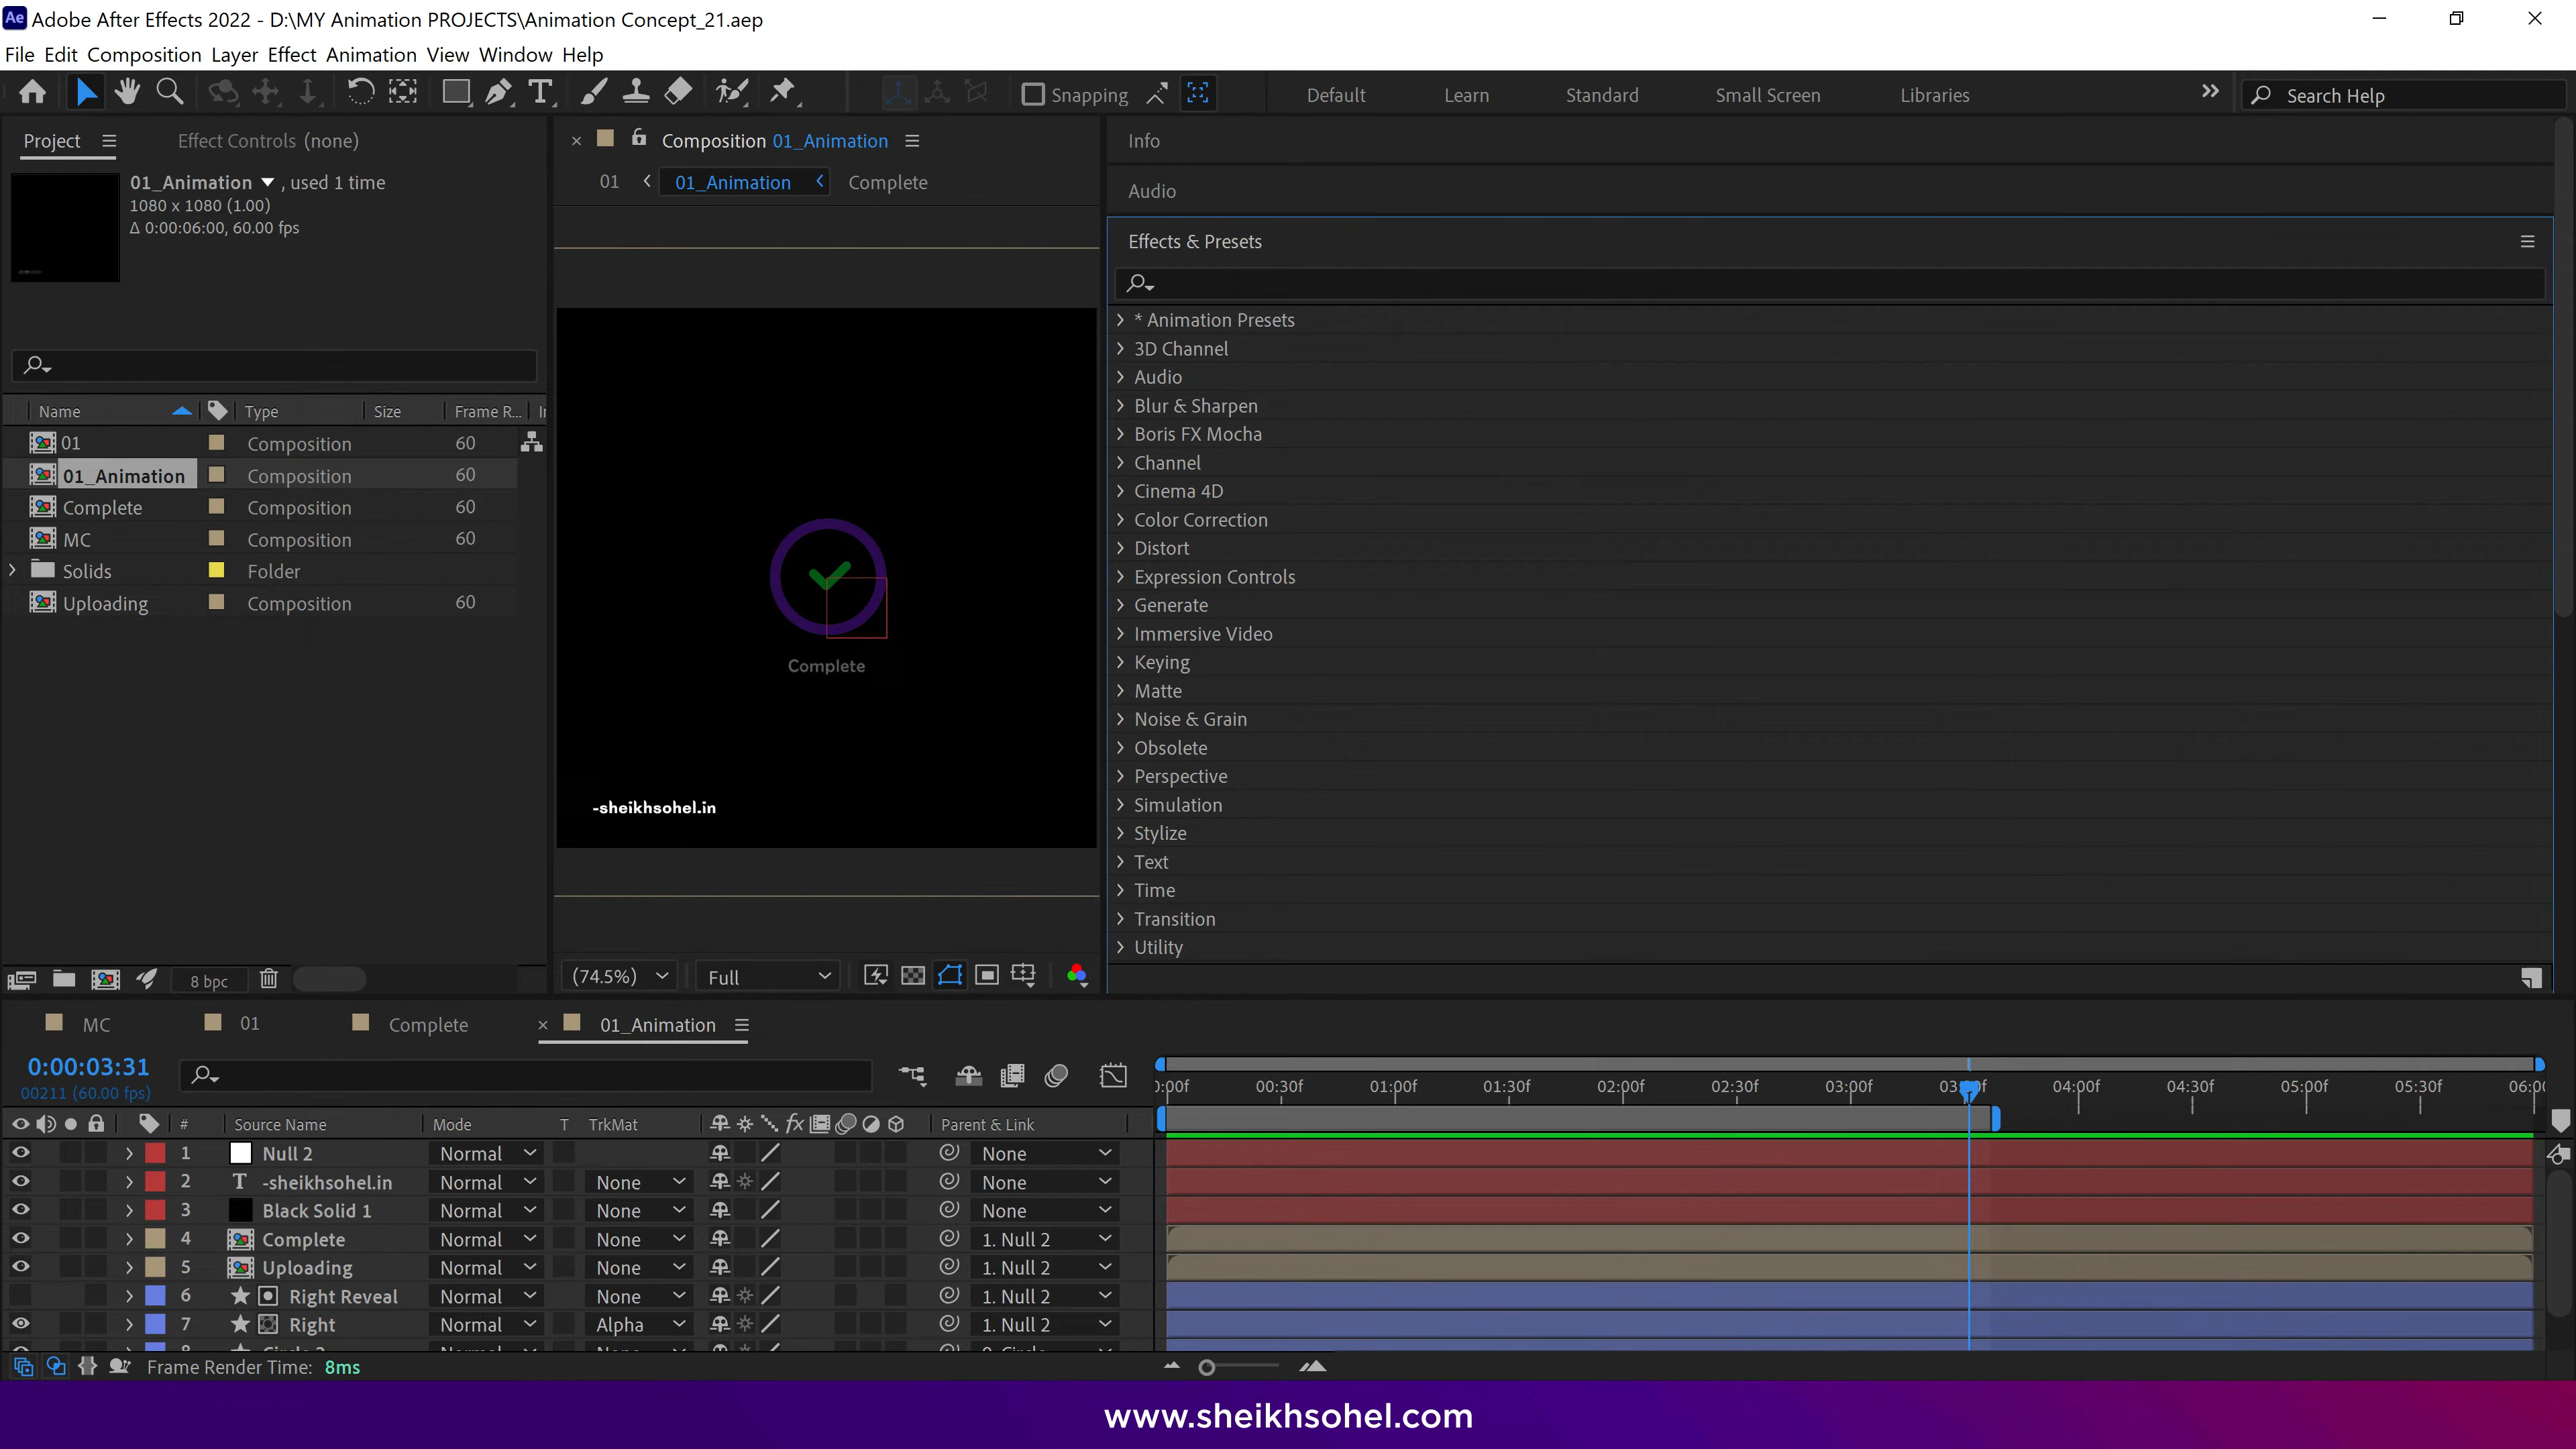 Adobe After Effects 2022 - D:\MY Animation PROJECTS\Animation Concept_21.aep
File Edit Composition Layer Effect Animation View Window Help
Snapping Default Learn Standard Small Screen Libraries Search Help
Project Effect Controls (none)
01_Animation , used 1 time
1080 x 1080 (1.00)
Δ 0:00:06:00, 60.00 fps
Name Type Size Frame R...
01 Composition 60
01_Animation Composition 60
Complete Composition 60
MC Composition 60
Solids Folder
Uploading Composition 60
8 bpc
Composition 01_Animation
01 01_Animation Complete
Complete
-sheikhsohel.in
(74.5%) Full
Info
Audio
Effects & Presets
* Animation Presets
3D Channel
Audio
Blur & Sharpen
Boris FX Mocha
Channel
Cinema 4D
Color Correction
Distort
Expression Controls
Generate
Immersive Video
Keying
Matte
Noise & Grain
Obsolete
Perspective
Simulation
Stylize
Text
Time
Transition
Utility
MC 01 Complete 01_Animation
0:00:03:31
00211 (60.00 fps)
00:30f 01:00f 01:30f 02:00f 02:30f 03:00f 04:00f 04:30f 05:00f 05:30f
# Source Name Mode T TrkMat fx Parent & Link
1 Null 2 Normal None
2 T -sheikhsohel.in Normal None None
3 Black Solid 1 Normal None None
4 Complete Normal None 1. Null 2
5 Uploading Normal None 1. Null 2
6 Right Reveal Normal None 1. Null 2
7 Right Normal Alpha 1. Null 2
Frame Render Time: 8ms
www.sheikhsohel.com